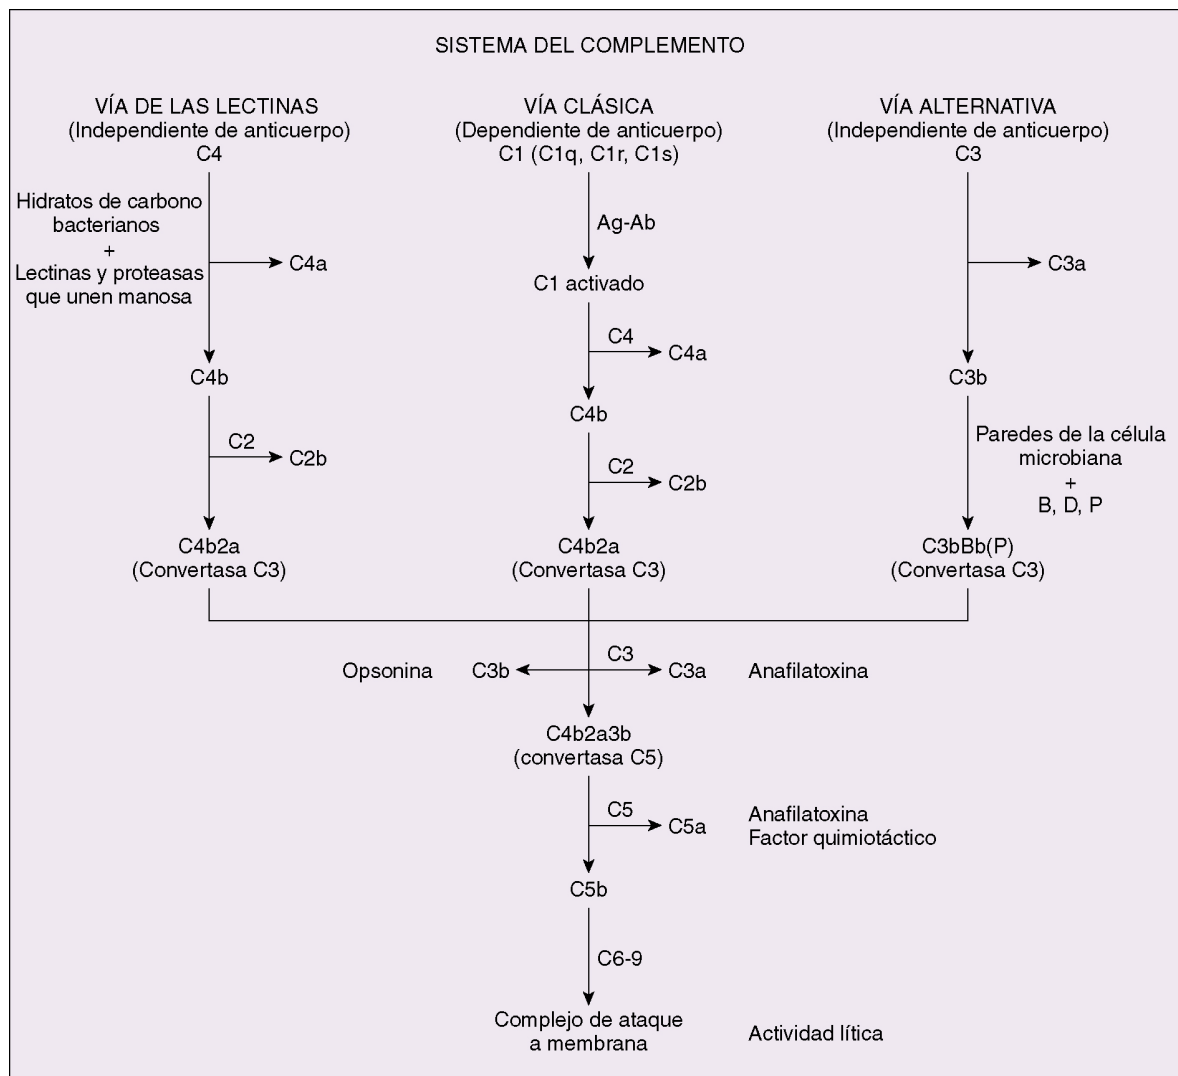 SISTEMA DEL COMPLEMENTO
VÍA DE LAS LECTINAS
(Independiente de anticuerpo)
C4
Hidratos de carbono
bacterianos
+
Lectinas y proteasas
que unen manosa
C4a
C4b
C2
C2b
C4b2a
(Convertasa C3)
VÍA CLÁSICA
(Dependiente de anticuerpo)
C1 (C1q, C1r, C1s)
Ag-Ab
C1 activado
C4
C4a
C4b
C2
C2b
C4b2a
(Convertasa C3)
VÍA ALTERNATIVA
(Independiente de anticuerpo)
C3
C3a
C3b
Paredes de la célula
microbiana
+
B, D, P
C3bBb(P)
(Convertasa C3)
Opsonina
C3b
C3
C3a
Anafilatoxina
C4b2a3b
(convertasa C5)
C5
C5a
Anafilatoxina
Factor quimiotáctico
C5b
C6-9
Complejo de ataque
a membrana
Actividad lítica